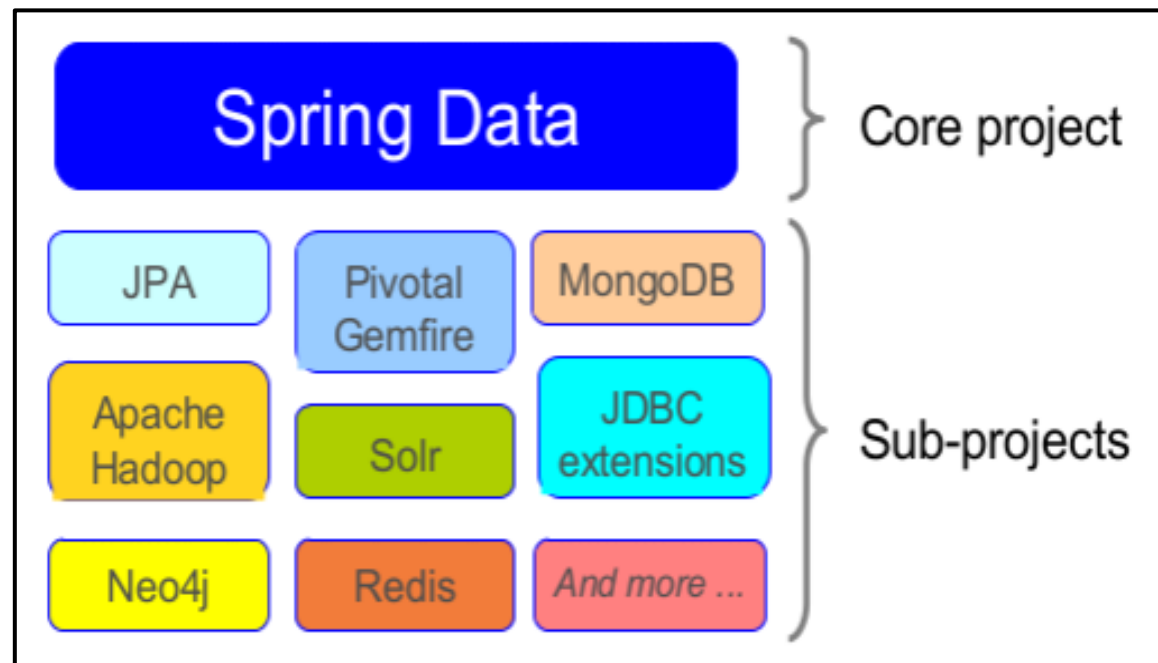 Spring Data
Core project
JPA
Pivotal
Gemfire
MongoDB
Apache
Hadoop
Solr
JDBC
extensions
Sub-projects
Neo4j
Redis
And more ...